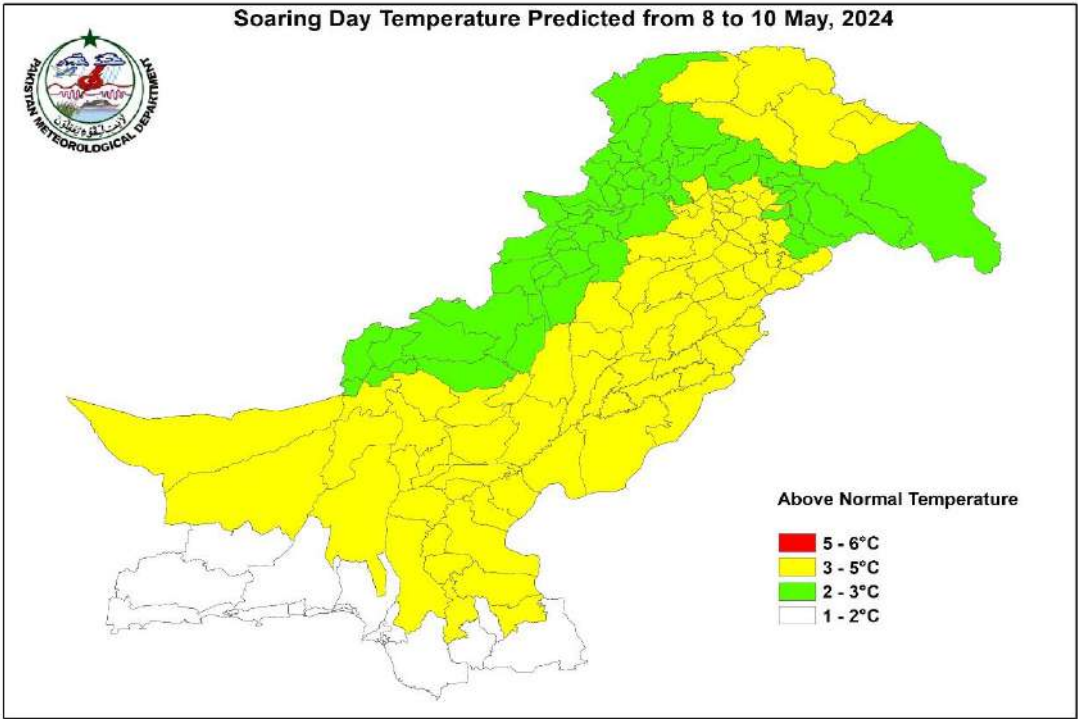 Soaring Day Temperature Predicted from 8 to 10 May, 2024
PAKISTAN METEOROLOGICAL DEPARTMENT
Above Normal Temperature
5 - 6°C
3 - 5°C
2 - 3°C
1 - 2°C